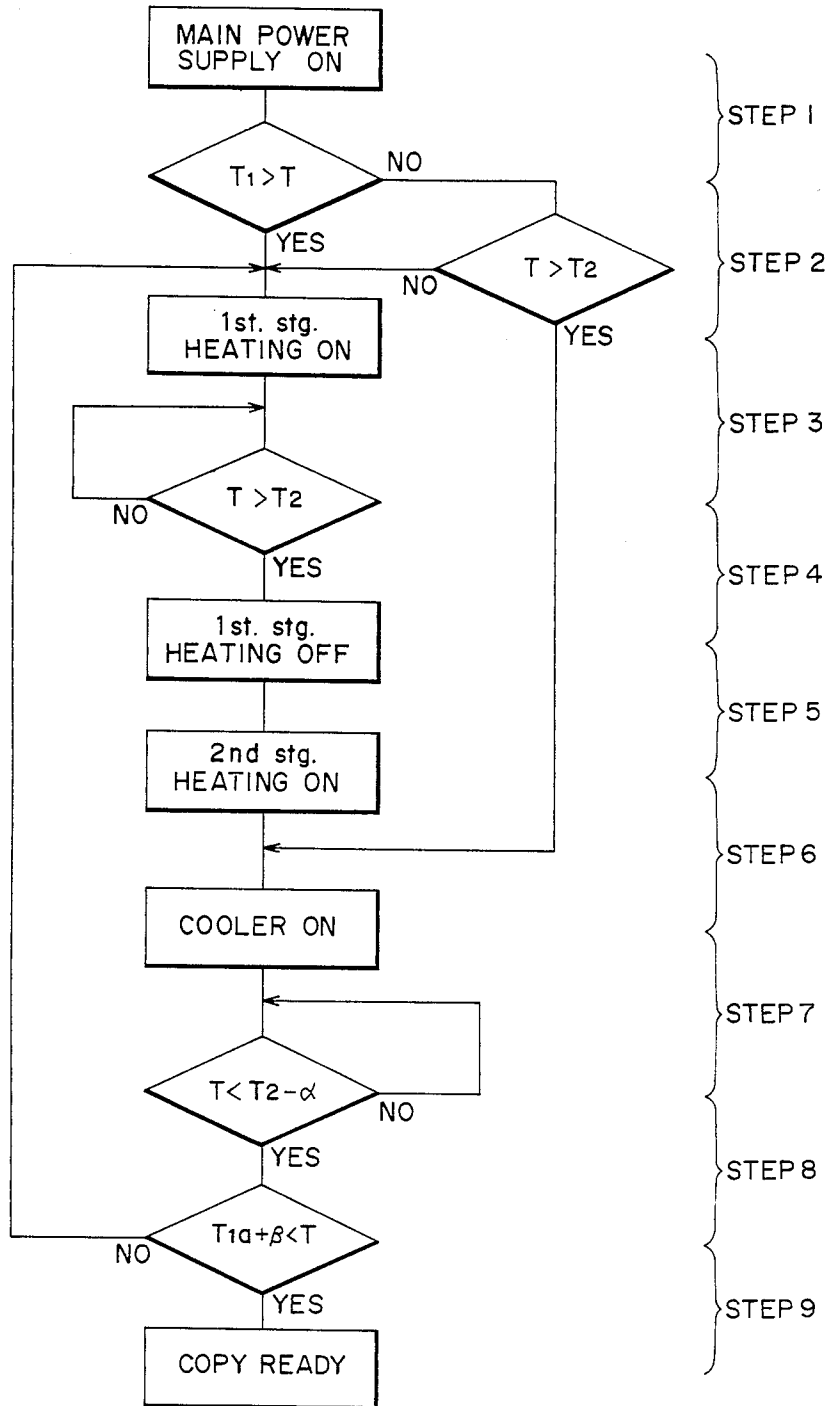 MAIN POWER
SUPPLY ON
STEP 1
T1>T
NO
YES
T>T2
NO
YES
STEP 2
1st. stg.
HEATING ON
STEP 3
T>T2
NO
YES
STEP 4
1st. stg.
HEATING OFF
STEP 5
2nd stg.
HEATING ON
STEP 6
COOLER ON
STEP 7
T<T2-α
NO
YES
STEP 8
T1a+β<T
NO
YES
STEP 9
COPY READY